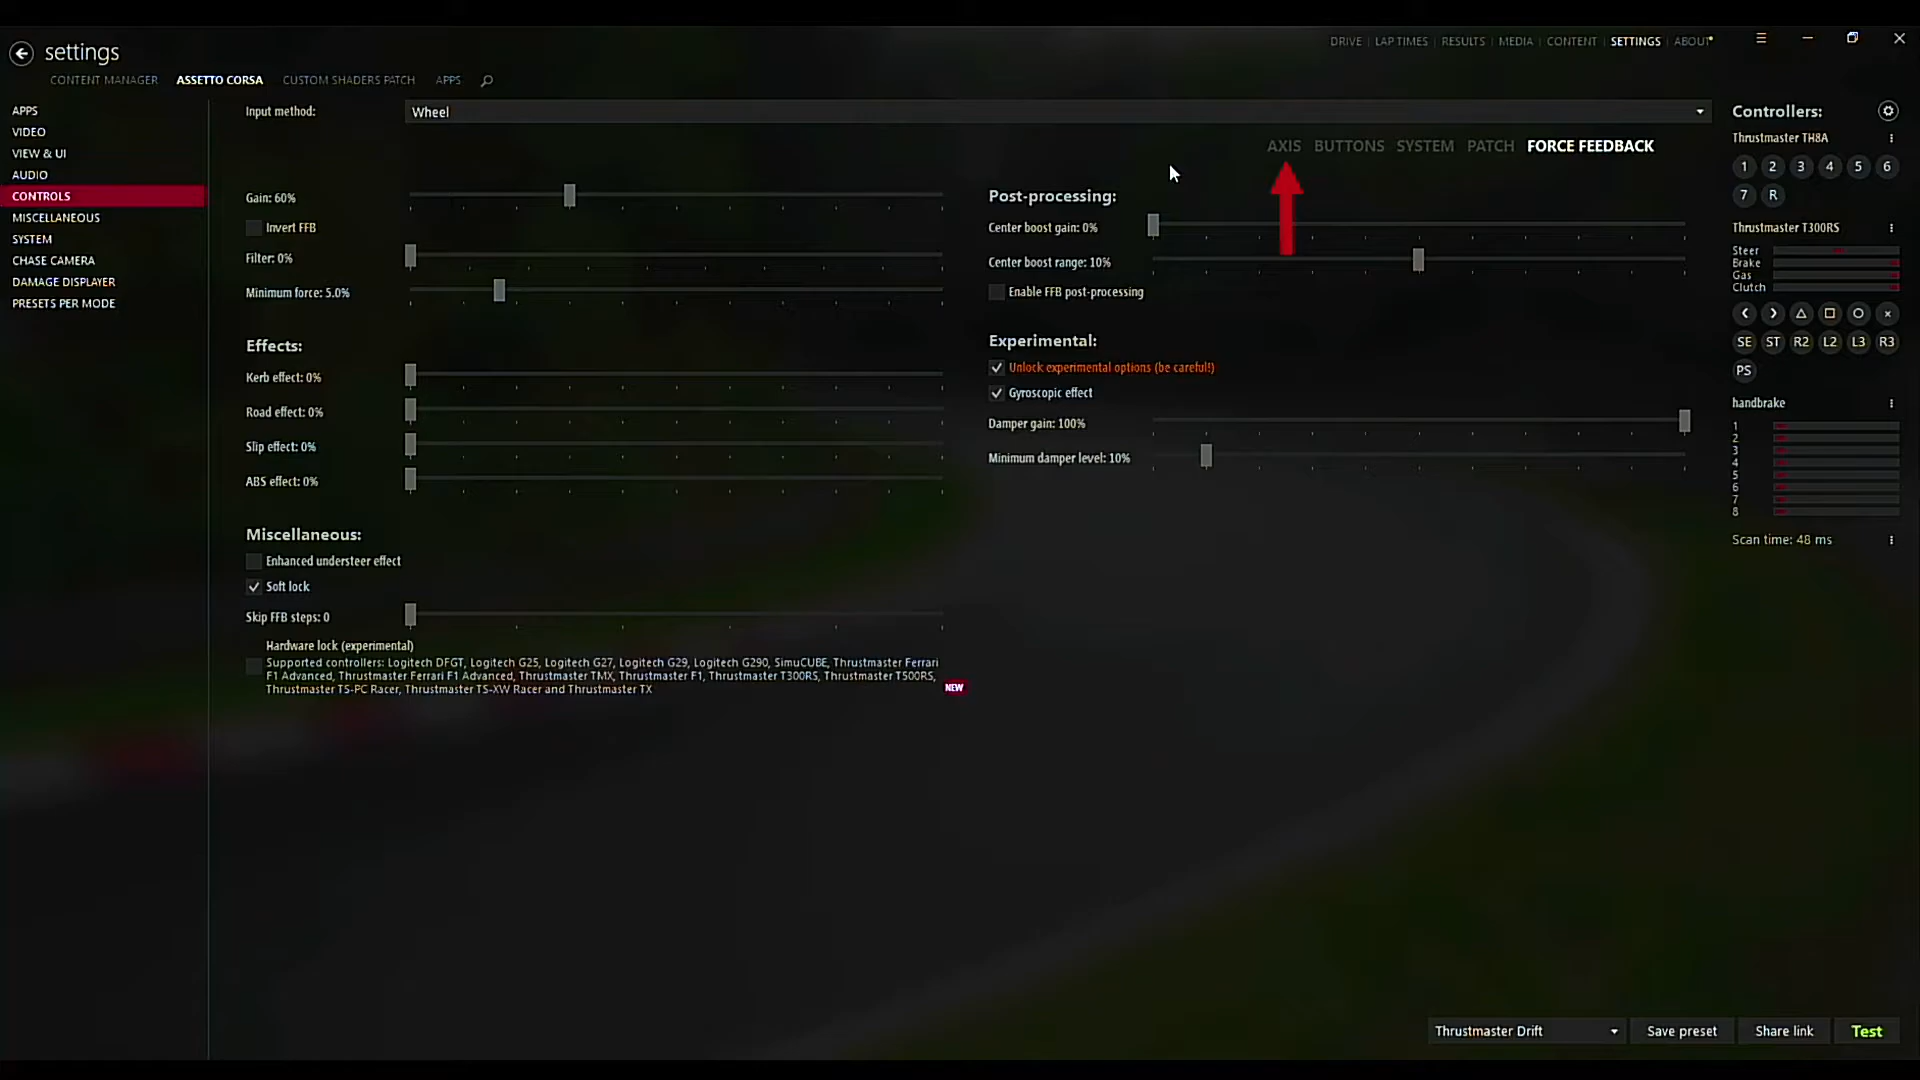 settings
DRIVE | LAP TIMES | RESULTS | MEDIA | CONTENT | SETTINGS | ABOUT
CONTENT MANAGER ASSETTO CORSA CUSTOM SHADERS PATCH APPS
APPS
VIDEO
VIEW & UI
AUDIO
CONTROLS
MISCELLANEOUS
SYSTEM
CHASE CAMERA
DAMAGE DISPLAYER
PRESETS PER MODE
Input method: Wheel
AXIS BUTTONS SYSTEM PATCH FORCE FEEDBACK
Gain: 60%
Invert FFB
Filter: 0%
Minimum force: 5.0%
Effects:
Kerb effect: 0%
Road effect: 0%
Slip effect: 0%
ABS effect: 0%
Miscellaneous:
Enhanced understeer effect
Soft lock
Skip FFB steps: 0
Hardware lock (experimental)
Supported controllers: Logitech DFGT, Logitech G25, Logitech G27, Logitech G29, Logitech G290, SimuCUBE, Thrustmaster Ferrari
F1 Advanced, Thrustmaster Ferrari F1 Advanced, Thrustmaster TMX, Thrustmaster F1, Thrustmaster T300RS, Thrustmaster T500RS,
Thrustmaster TS-PC Racer, Thrustmaster TS-XW Racer and Thrustmaster TX
NEW
Post-processing:
Center boost gain: 0%
Center boost range: 10%
Enable FFB post-processing
Experimental:
Unlock experimental options (be careful!)
Gyroscopic effect
Damper gain: 100%
Minimum damper level: 10%
Controllers:
Thrustmaster TH8A
1 2 3 4 5 6
7 R
Thrustmaster T300RS
Steer
Brake
Gas
Clutch
SE ST R2 L2 L3 R3
PS
handbrake
1
2
3
4
5
6
7
8
Scan time: 48 ms
Thrustmaster Drift Save preset Share link Test